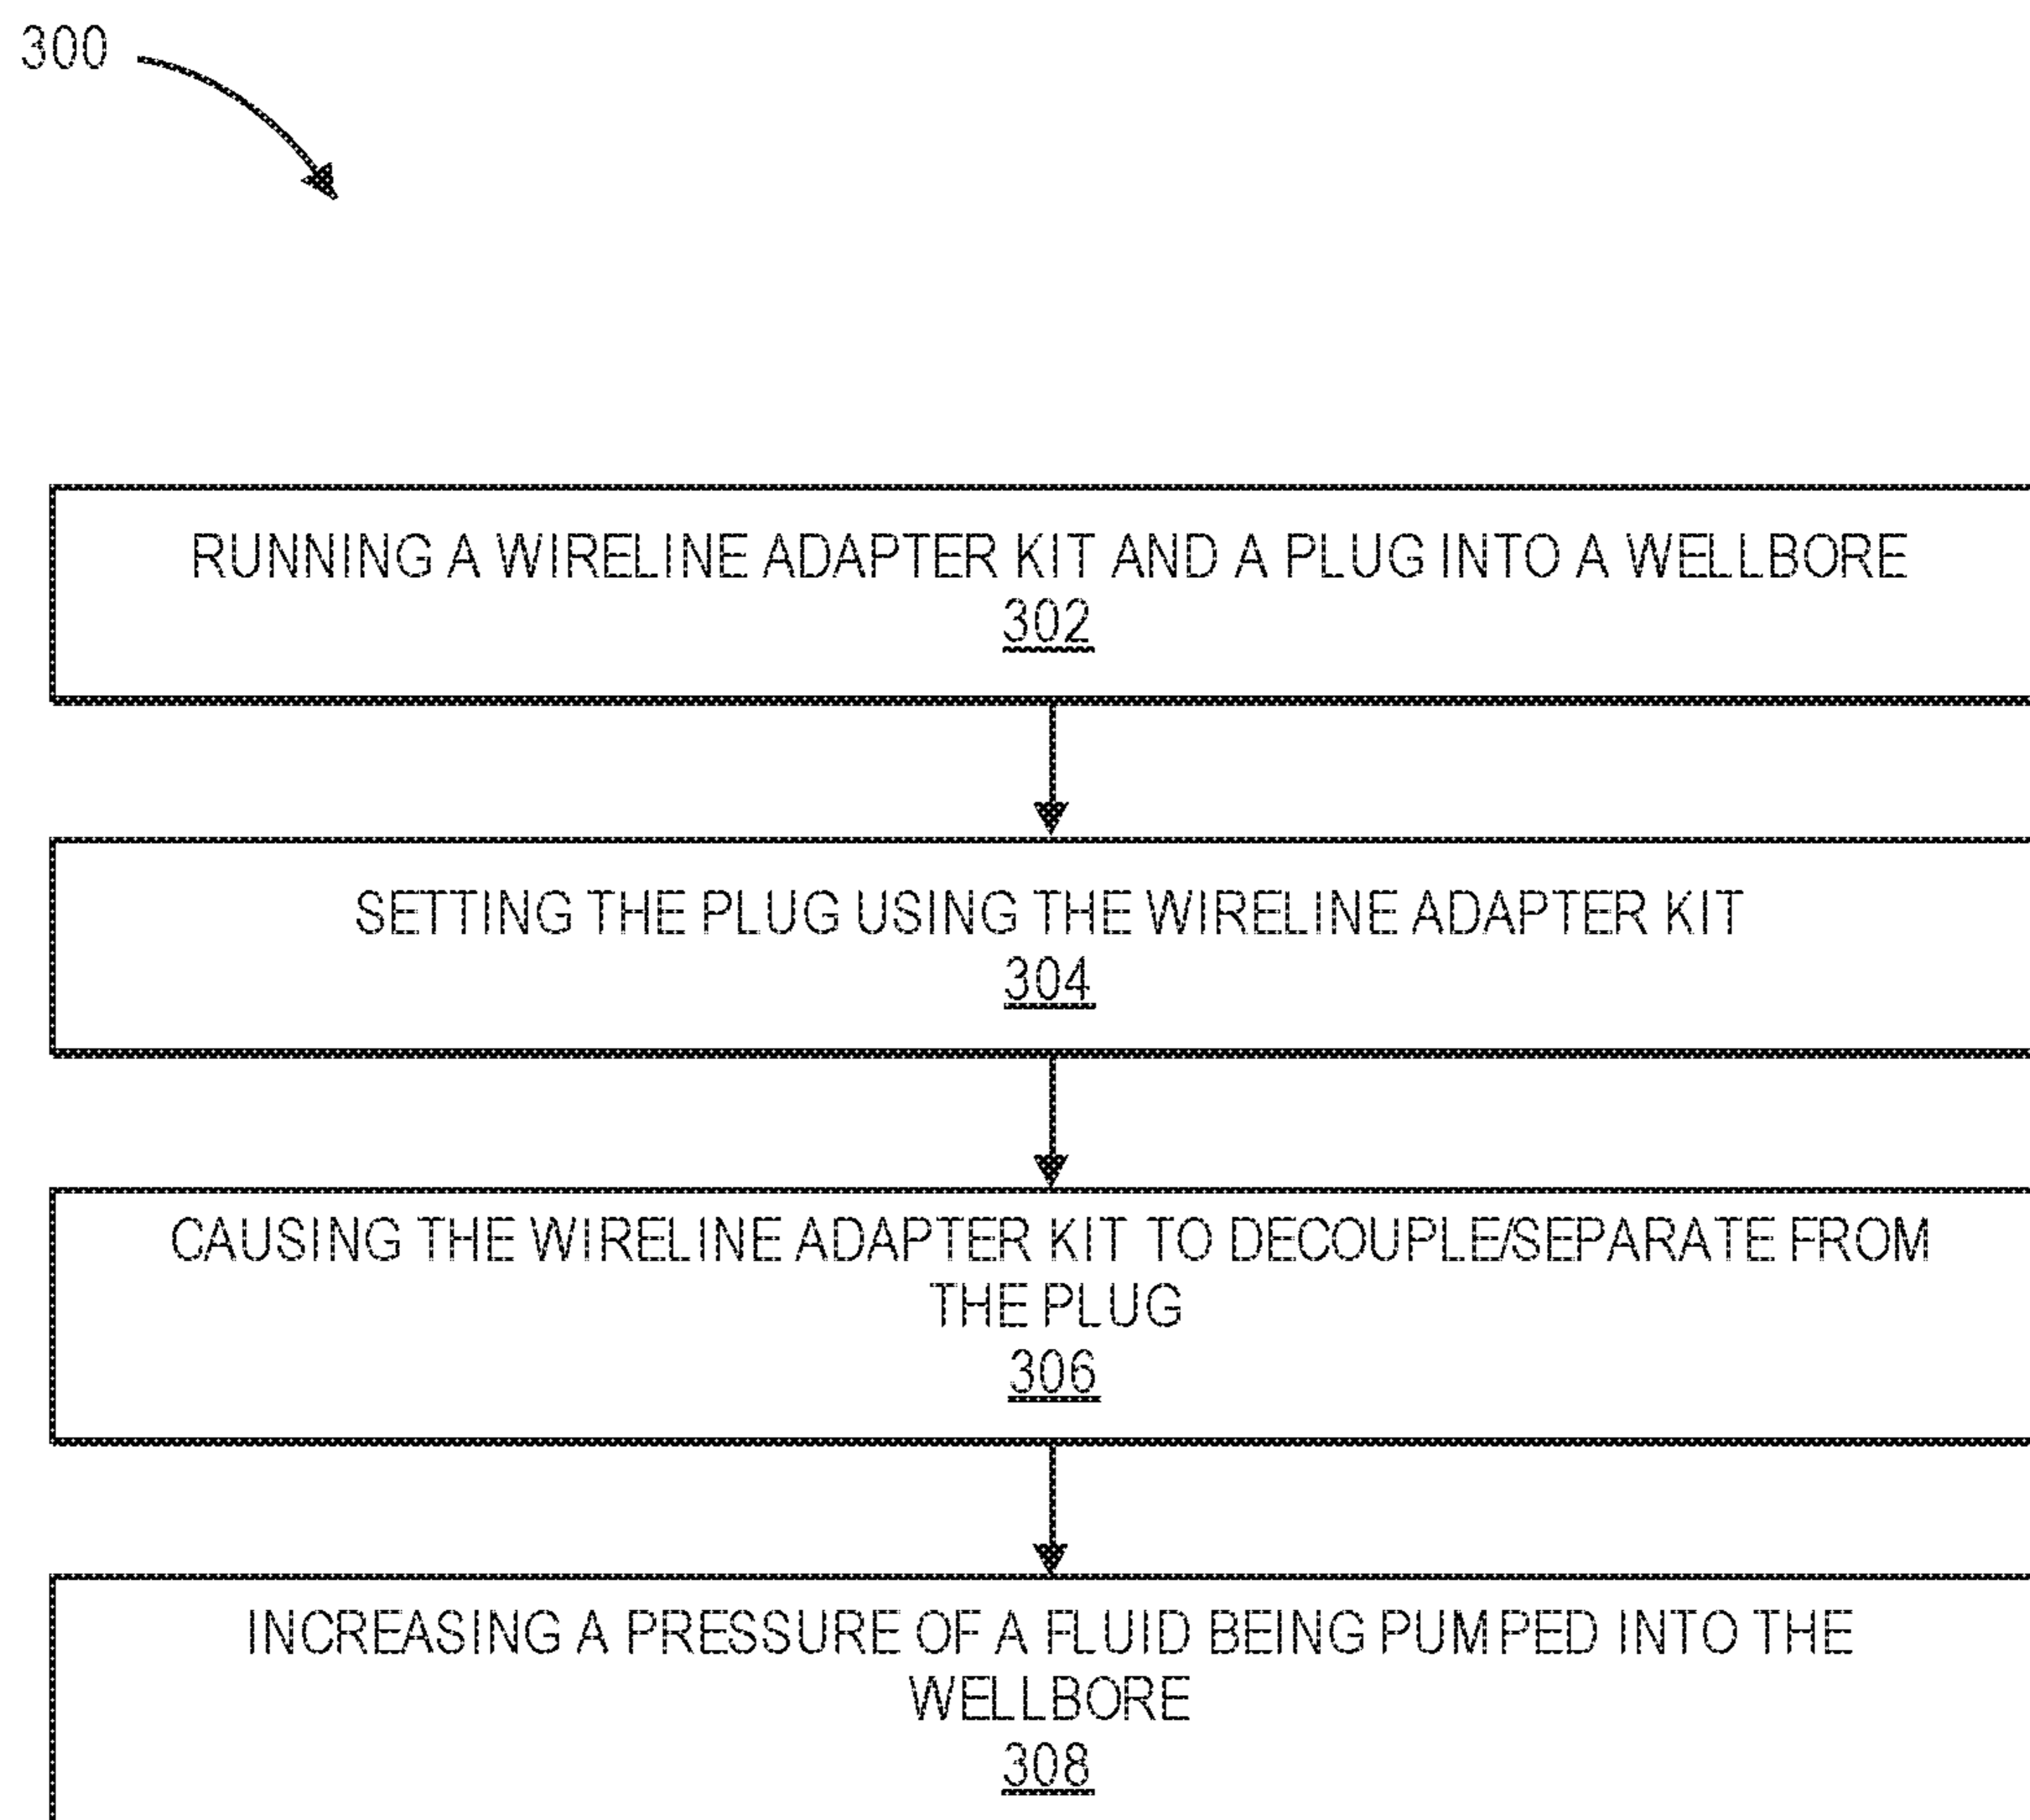 300
RUNNING A WIRELINE ADAPTER KIT AND A PLUG INTO A WELLBORE
302
SETTING THE PLUG USING THE WIRELINE ADAPTER KIT
304
CAUSING THE WIRELINE ADAPTER KIT TO DECOUPLE/SEPARATE FROM
THE PLUG
306
INCREASING A PRESSURE OF A FLUID BEING PUMPED INTO THE
WELLBORE
308